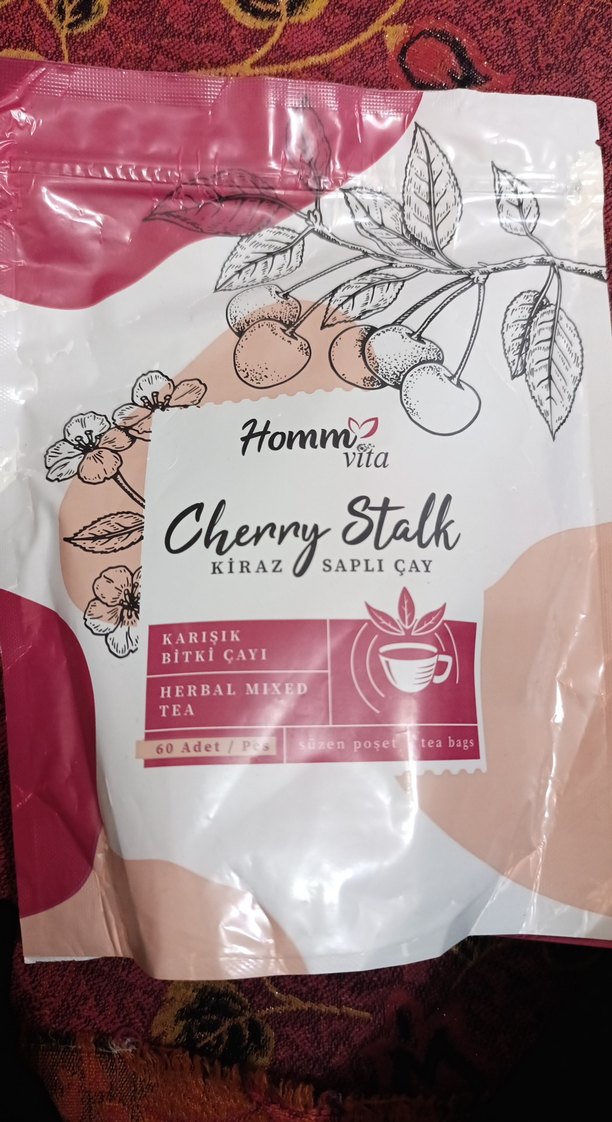 Homm
vita
Cherry Stalk
KİRAZ SAPLI ÇAY
KARIŞIK
BİTKİ ÇAYI
HERBAL MIXED
TEA
60 Adet / Pcs
süzen poşet / tea bags